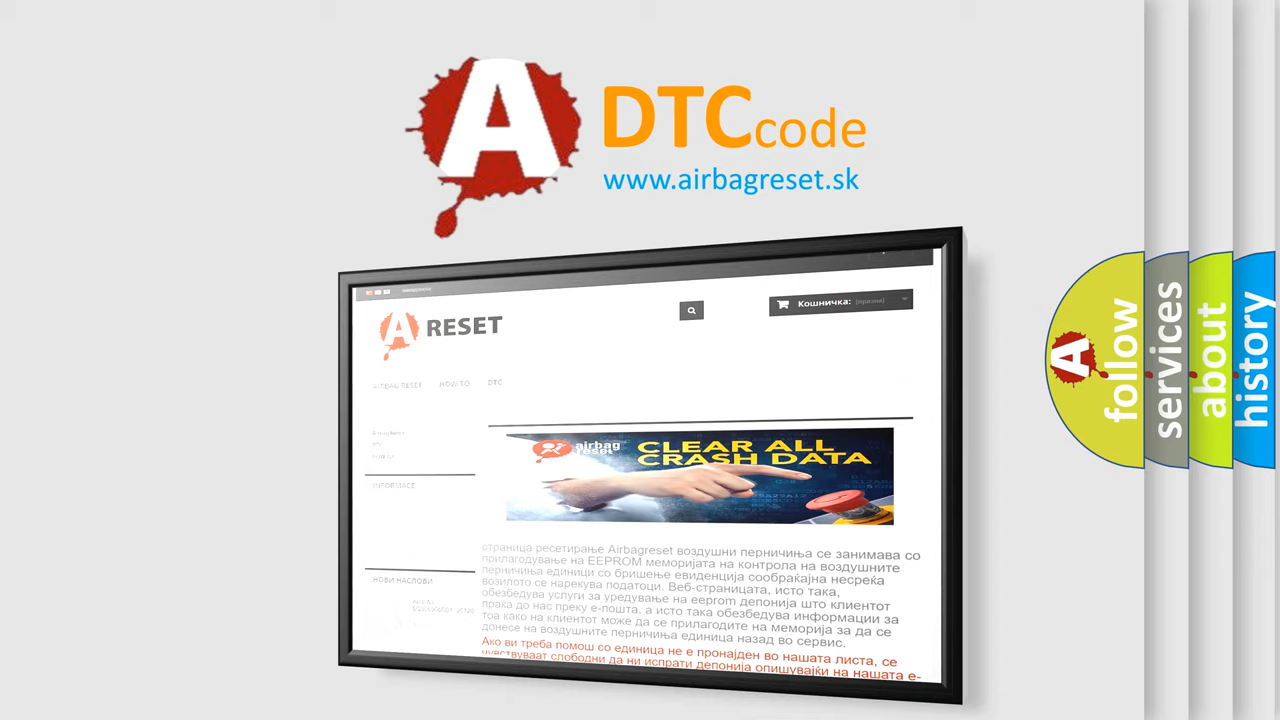 A DTC code
www.airbagreset.sk
A RESET
Кошничка: (празни)
AIRBAG RESET HOW TO DTC
INFORMACE
airbag
reset
CLEAR ALL
CRASH DATA
страница ресетирање Airbagreset воздушни перничиња се занимава со
прилагодување на EEPROM меморијата на контрола на воздушните
перничиња единици со бришење евиденција сообраќајна несреќа
возилото се нарекува податоци. Веб-страницата, исто така,
обезбедува услуги за уредување на eeprom депонија што клиентот
праќа до нас преку е-пошта, а исто така обезбедува информации за
тоа како на клиентот може да се прилагодите на меморија за да се
донесе на воздушните перничиња единица назад во сервис.
Ако ви треба помош со единица не е пронајден во нашата листа, се
чувствуваат слободни да ни испрати депонија опишувајќи на нашата е-
НОВИ НАСЛОВИ
A
follow
services
about
history